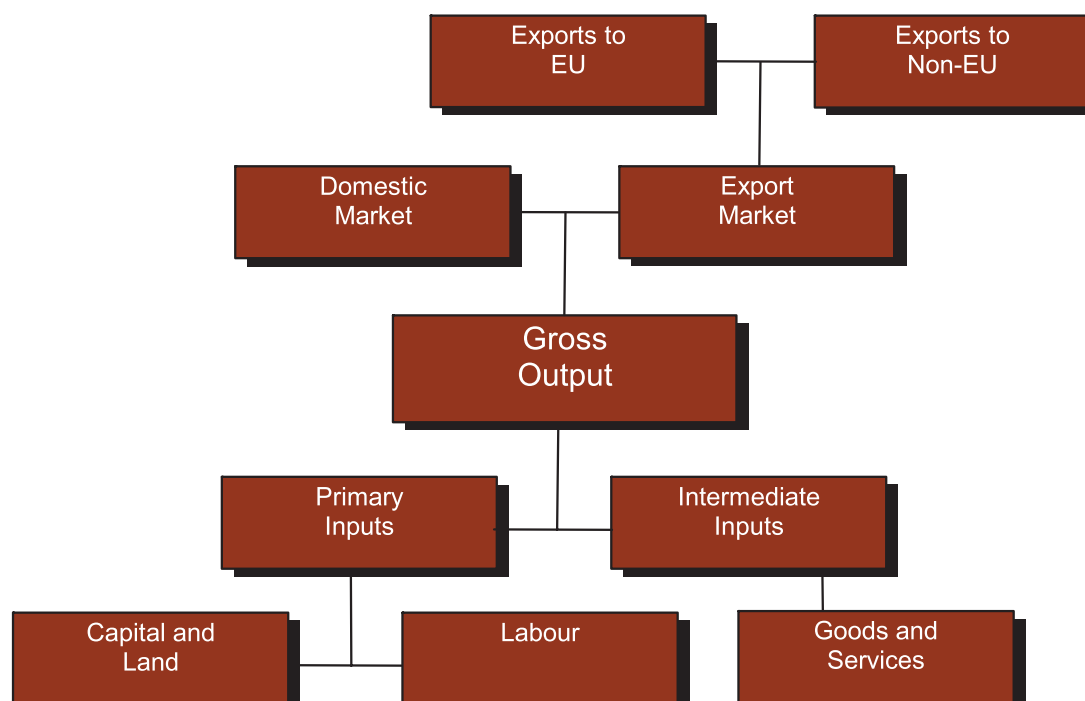 Exports to
EU
Exports to
Non-EU
Domestic
Market
Export
Market
Gross
Output
Primary
Inputs
Intermediate
Inputs
Capital and
Land
Labour
Goods and
Services